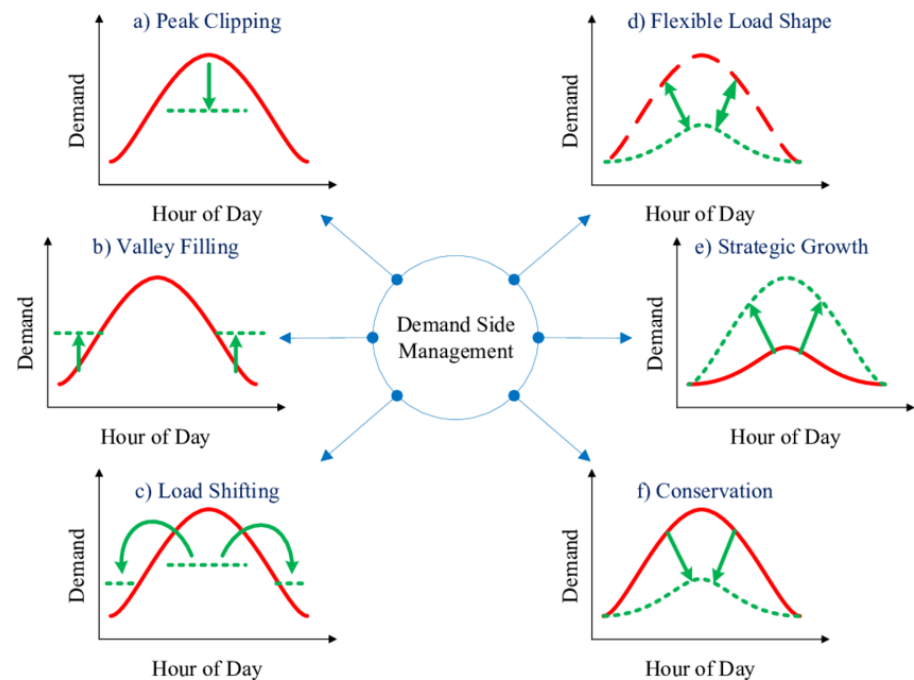 a) Peak Clipping
Demand
Hour of Day
b) Valley Filling
Demand
Hour of Day
c) Load Shifting
Demand
Hour of Day
Demand Side
Management
d) Flexible Load Shape
Demand
Hour of Day
e) Strategic Growth
Demand
Hour of Day
f) Conservation
Demand
Hour of Day